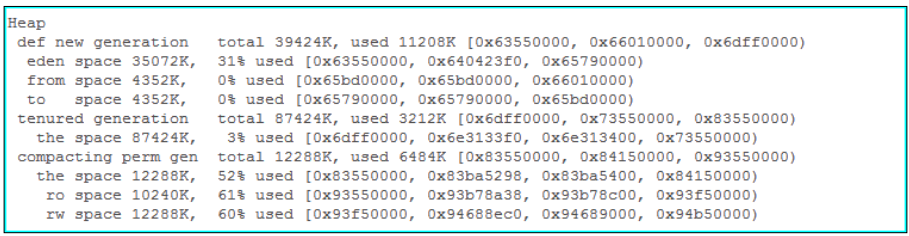 Heap
def new generation   total 39424K, used 11208K [0x63550000, 0x66010000, 0x6dff0000)
eden space 35072K,  31% used [0x63550000, 0x640423f0, 0x65790000)
from space 4352K,   0% used [0x65bd0000, 0x65bd0000, 0x66010000)
to   space 4352K,   0% used [0x65790000, 0x65790000, 0x65bd0000)
tenured generation   total 87424K, used 3212K [0x6dff0000, 0x73550000, 0x83550000)
the space 87424K,   3% used [0x6dff0000, 0x6e3133f0, 0x6e313400, 0x73550000)
compacting perm gen  total 12288K, used 6484K [0x83550000, 0x84150000, 0x93550000)
the space 12288K,  52% used [0x83550000, 0x83ba5298, 0x83ba5400, 0x84150000)
ro space 10240K,  61% used [0x93550000, 0x93b78a38, 0x93b78c00, 0x93f50000)
rw space 12288K,  60% used [0x93f50000, 0x94688ec0, 0x94689000, 0x94b50000)